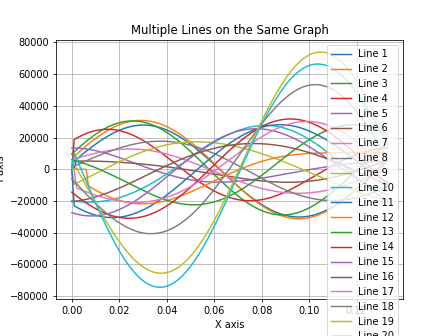 Multiple Lines on the Same Graph
80000
60000
40000
20000
0
−20000
−40000
−60000
−80000
0.00
0.02
0.04
0.06
0.08
0.10
X axis
Line 1
Line 2
Line 3
Line 4
Line 5
Line 6
Line 7
Line 8
Line 9
Line 10
Line 11
Line 12
Line 13
Line 14
Line 15
Line 16
Line 17
Line 18
Line 19
Line 20